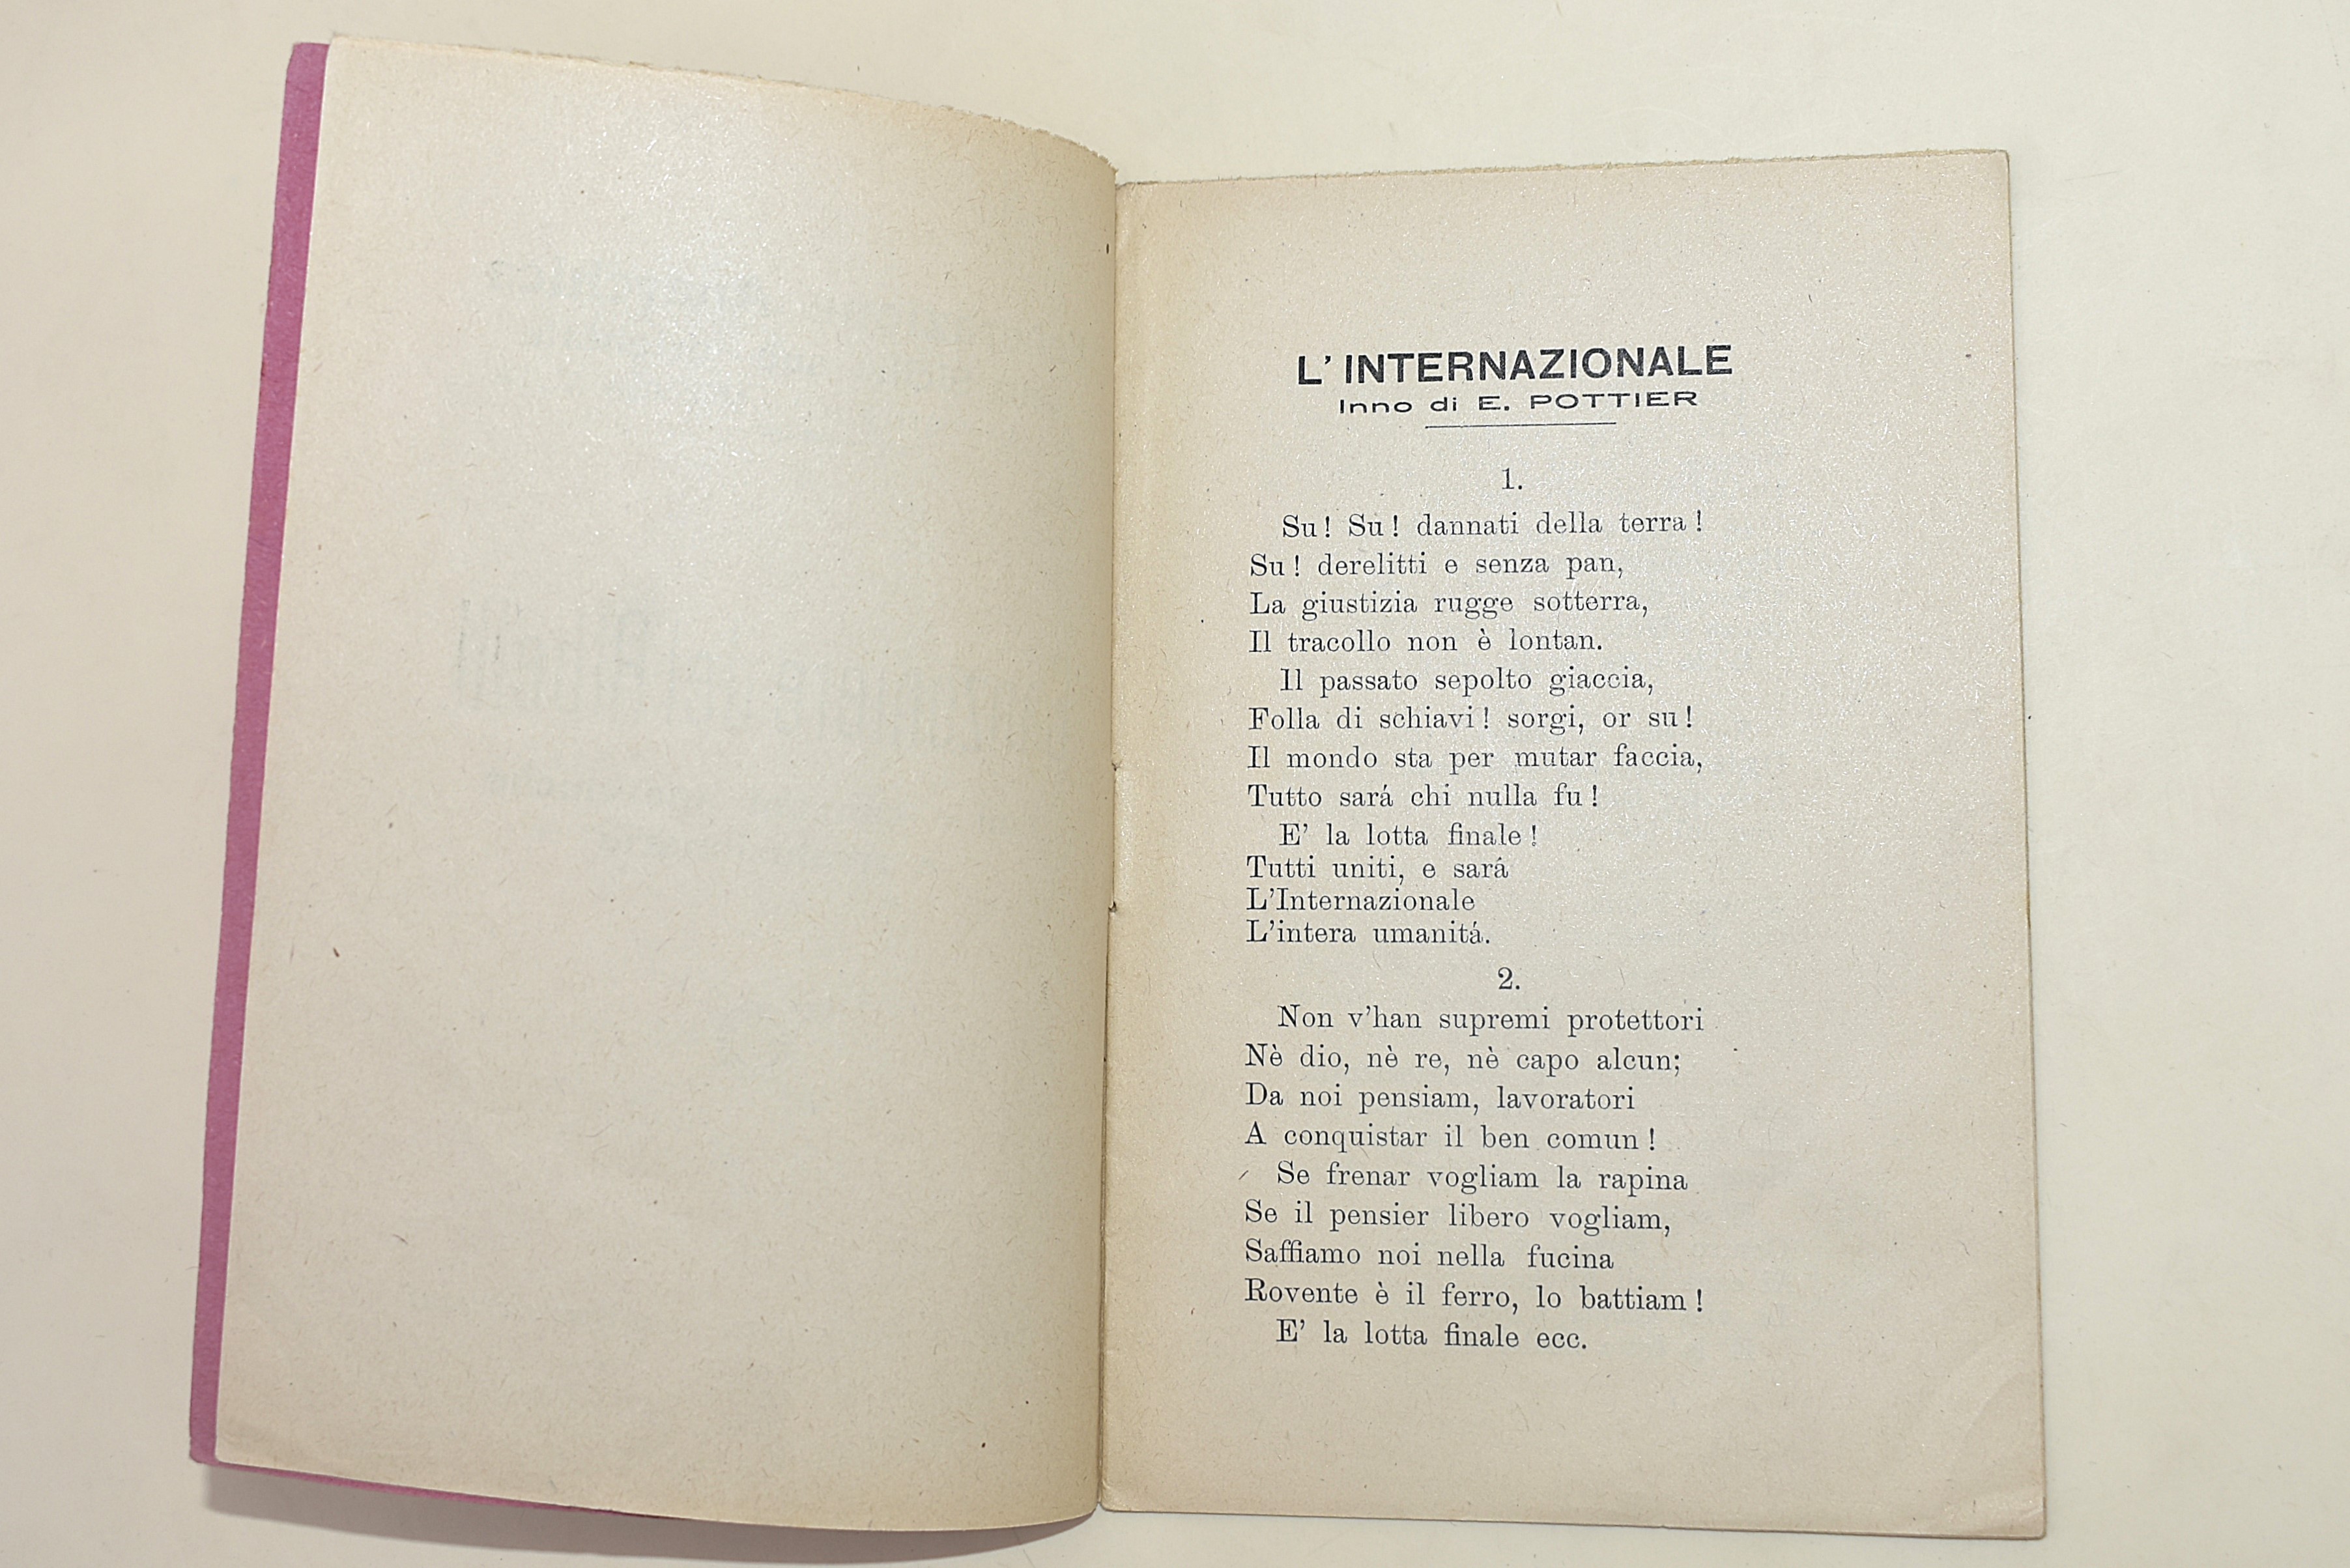 L' INTERNAZIONALE
Inno di E. POTTIER
1.
Su! Su! dannati della terra!
Su! derelitti e senza pan,
La giustizia rugge sotterra,
Il tracollo non è lontan.
Il passato sepolto giaccia,
Folla di schiavi! sorgi, or su!
Il mondo sta per mutar faccia,
Tutto sará chi nulla fu!
E' la lotta finale!
Tutti uniti, e sará
L'Internazionale
L'intera umanitá.
2.
Non v'han supremi protettori
Nè dio, nè re, nè capo alcun;
Da noi pensiam, lavoratori
A conquistar il ben comun!
Se frenar vogliam la rapina
Se il pensier libero vogliam,
Saffiamo noi nella fucina
Rovente è il ferro, lo battiam!
E' la lotta finale ecc.